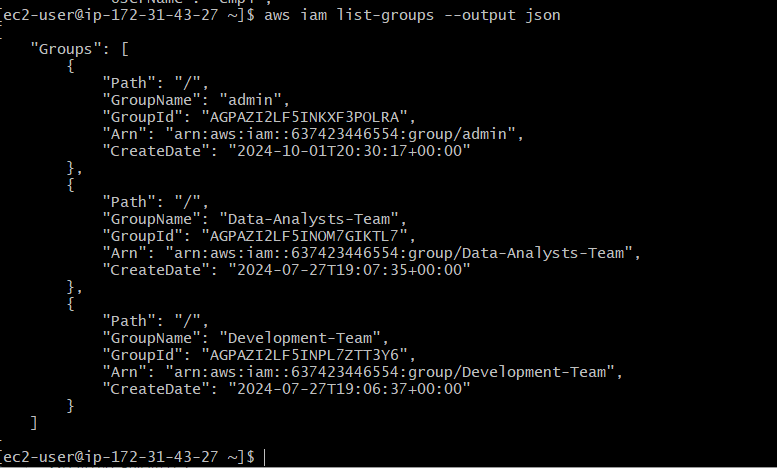 [ec2-user@ip-172-31-43-27 ~]$ aws iam list-groups --output json
{
    "Groups": [
        {
            "Path": "/",
            "GroupName": "admin",
            "GroupId": "AGPAZI2LF5INKXF3POLRA",
            "Arn": "arn:aws:iam::637423446554:group/admin",
            "CreateDate": "2024-10-01T20:30:17+00:00"
        },
        {
            "Path": "/",
            "GroupName": "Data-Analysts-Team",
            "GroupId": "AGPAZI2LF5INOM7GIKTL7",
            "Arn": "arn:aws:iam::637423446554:group/Data-Analysts-Team",
            "CreateDate": "2024-07-27T19:07:35+00:00"
        },
        {
            "Path": "/",
            "GroupName": "Development-Team",
            "GroupId": "AGPAZI2LF5INPL7ZTT3Y6",
            "Arn": "arn:aws:iam::637423446554:group/Development-Team",
            "CreateDate": "2024-07-27T19:06:37+00:00"
        }
    ]
}
[ec2-user@ip-172-31-43-27 ~]$